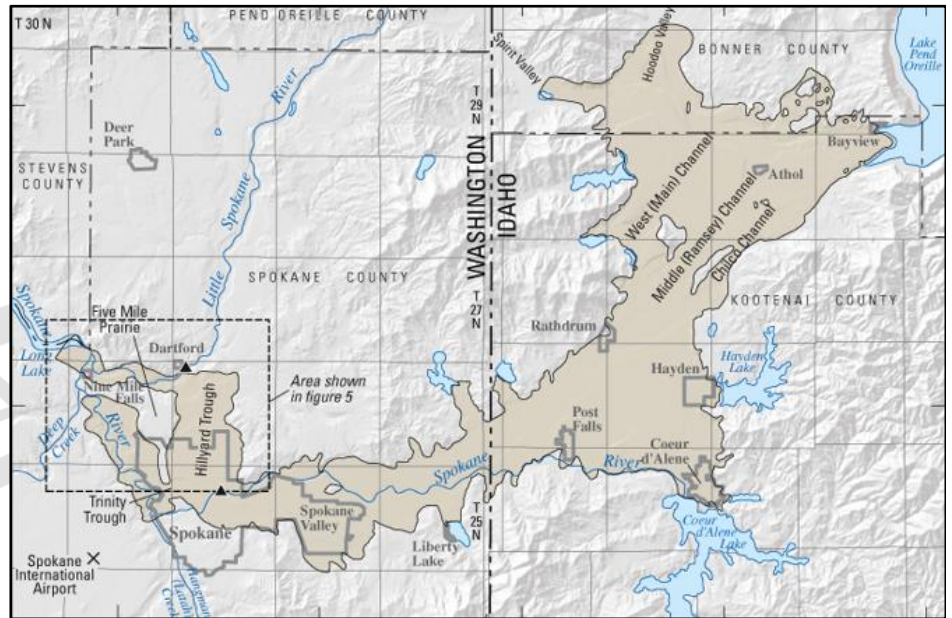 T 30 N
PEND OREILLE COUNTY
Spirit Valley
Hoodoo Valley
BONNER COUNTY
Lake
Pend
Oreille
River
T
29
N
Deer
Park
STEVENS
COUNTY
Bayview
WASHINGTON
IDAHO
Athol
West (Main) Channel
Middle (Ramsey) Channel
Chilco Channel
Spokane
Little
SPOKANE COUNTY
KOOTENAI COUNTY
T
27
N
Spokane
Five Mile
Prairie
Long
Lake
Dartford
Rathdrum
Hayden
Lake
Nine Mile
Falls
Area shown
in figure 5
Hayden
Deep
Creek
River
Hillyard Trough
Post
Falls
Coeur
d'Alene
Spokane
River
Trinity
Trough
Spokane
Spokane
Valley
T
25
N
Liberty
Lake
Coeur
d'Alene
Lake
Spokane
International
Airport
Hangman
(Latah)
Creek